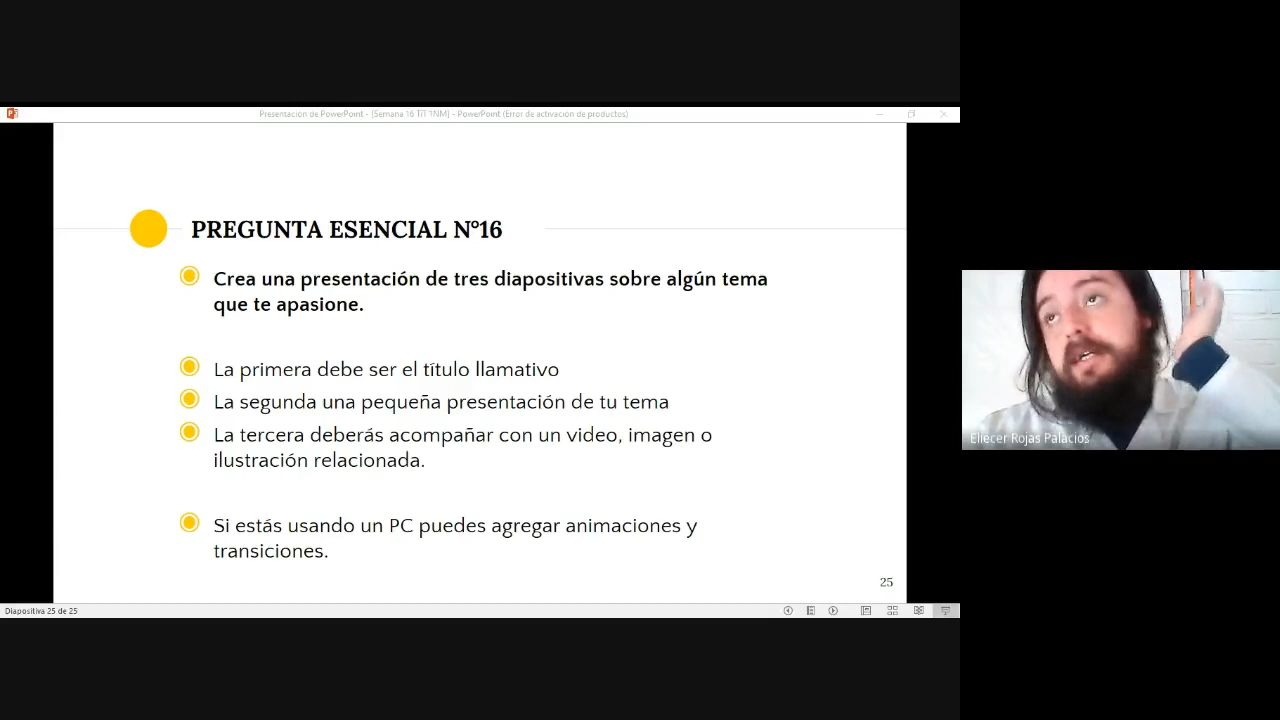 Presentación de PowerPoint - [Semana 16 TIT 1NM] - PowerPoint (Error de activación de productos)
PREGUNTA ESENCIAL N°16
Crea una presentación de tres diapositivas sobre algún tema
que te apasione.
La primera debe ser el título llamativo
La segunda una pequeña presentación de tu tema
La tercera deberás acompañar con un video, imagen o
ilustración relacionada.
Si estás usando un PC puedes agregar animaciones y
transiciones.
25
Diapositiva 25 de 25
Eliecer Rojas Palacios